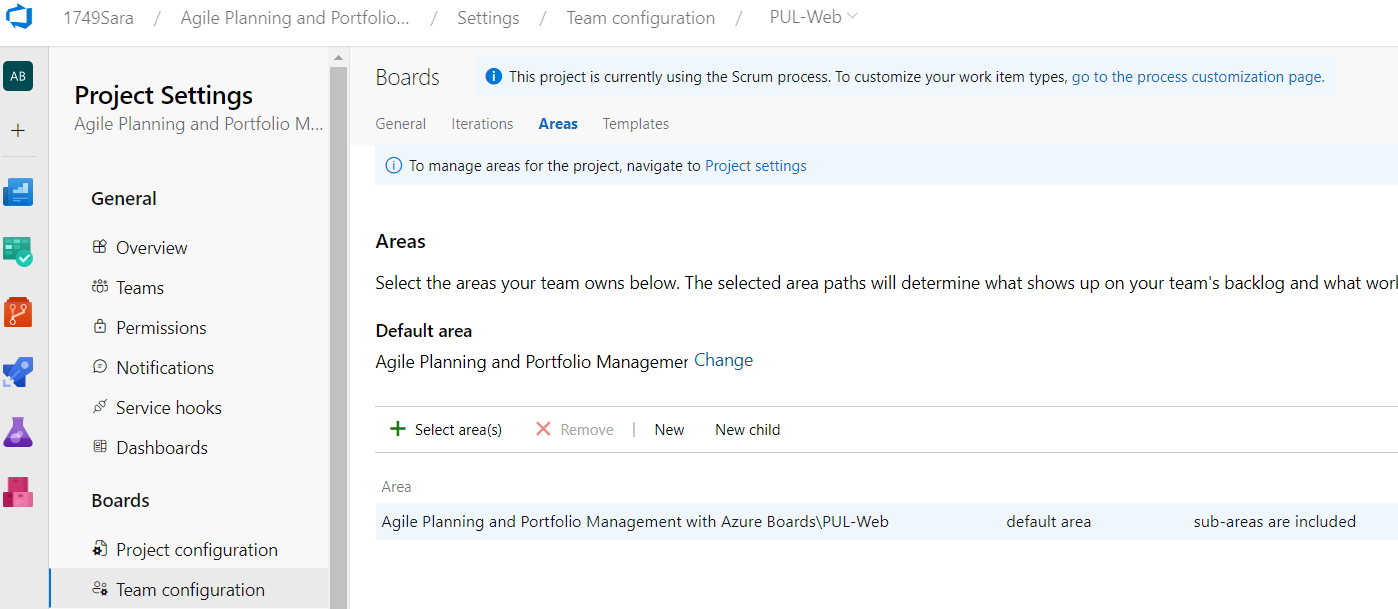 1749Sara / Agile Planning and Portfolio... / Settings / Team configuration / PUL-Web
AB
Project Settings
Agile Planning and Portfolio M...
General
Overview
Teams
Permissions
Notifications
Service hooks
Dashboards
Boards
Project configuration
Team configuration
Boards
This project is currently using the Scrum process. To customize your work item types, go to the process customization page.
General Iterations Areas Templates
To manage areas for the project, navigate to Project settings
Areas
Select the areas your team owns below. The selected area paths will determine what shows up on your team's backlog and what wor
Default area
Agile Planning and Portfolio Managemer Change
+ Select area(s) Remove | New New child
Area
Agile Planning and Portfolio Management with Azure Boards\PUL-Web default area sub-areas are included